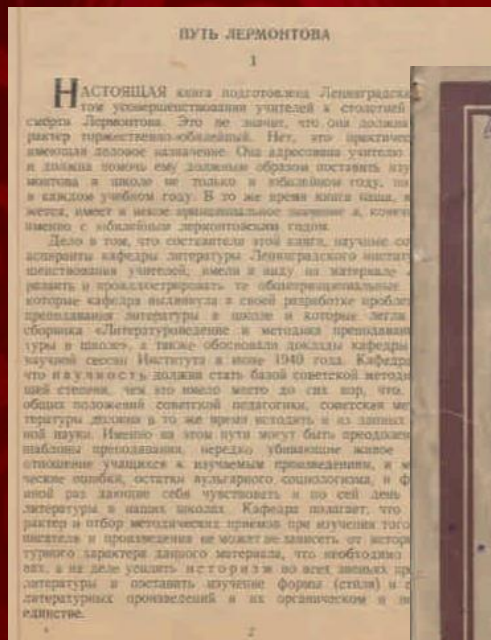 ПУТЬ ЛЕРМОНТОВА
1
НАСТОЯЩАЯ книга подготовлена Ленинградск
том усовершенствования учителей к столетней
смерти Лермонтова. Это не значит, что она должна
рактер торжественно-юбилейный. Нет, это практичес
имеющая деловое назначение. Она адресована учителю
и должна помочь ему должным образом поставить изу
монтова в школе не только в юбилейном году, но
в каждом учебном году. В то же время книга наша,
жется, имеет и некое принципиальное значение и, конеч
именно с юбилейным лермонтовским годом.
Дело в том, что составители этой книги, научные со
аспиранты кафедры литературы Ленинградского институ
шенствования учителей, имели в виду на материале
развить и проиллюстрировать те общепринципиальные
которые кафедра выдвинула в своей разработке пробле
преподавания литературы в школе и которые легли
сборника «Литературоведение и методика преподаван
туры в школе», а также обосновали доклады кафедры
научной сессии Института в июне 1940 года. Кафедра
что научность должна стать базой советской методи
шей степени, чем это имело место до сих пор, что,
общих положений советской педагогики, советская ме
тературы должна в то же время исходить и из данных
ной науки. Именно на этом пути могут быть преодоле
шаблоны преподавания, нередко убивающие живое
отношение учащихся к изучаемым произведениям, и м
ческие ошибки, остатки вульгарного социологизма, и ф
иной раз дающие себя чувствовать и по сей день
литературы в наших школах. Кафедра полагает, что
рактер и отбор методических приемов при изучении того
писателя и произведения не может не зависеть от истор
турного характера данного материала, что необходимо
вах, а на деле усилить историзм во всех звеньях пр
литературы и поставить изучение формы (стиля) и
литературных произведений в их органическом и
единстве.
2